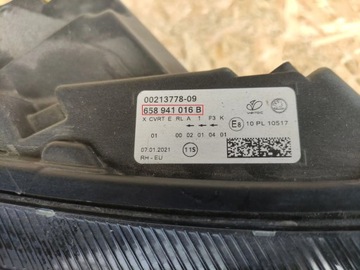 00213778-09
658 941 016 B
X CVRT E RL A 1 F3 K
E8 10 PL 10517
01 00 02 01 04 01
07.01.2021
RH-EU
115